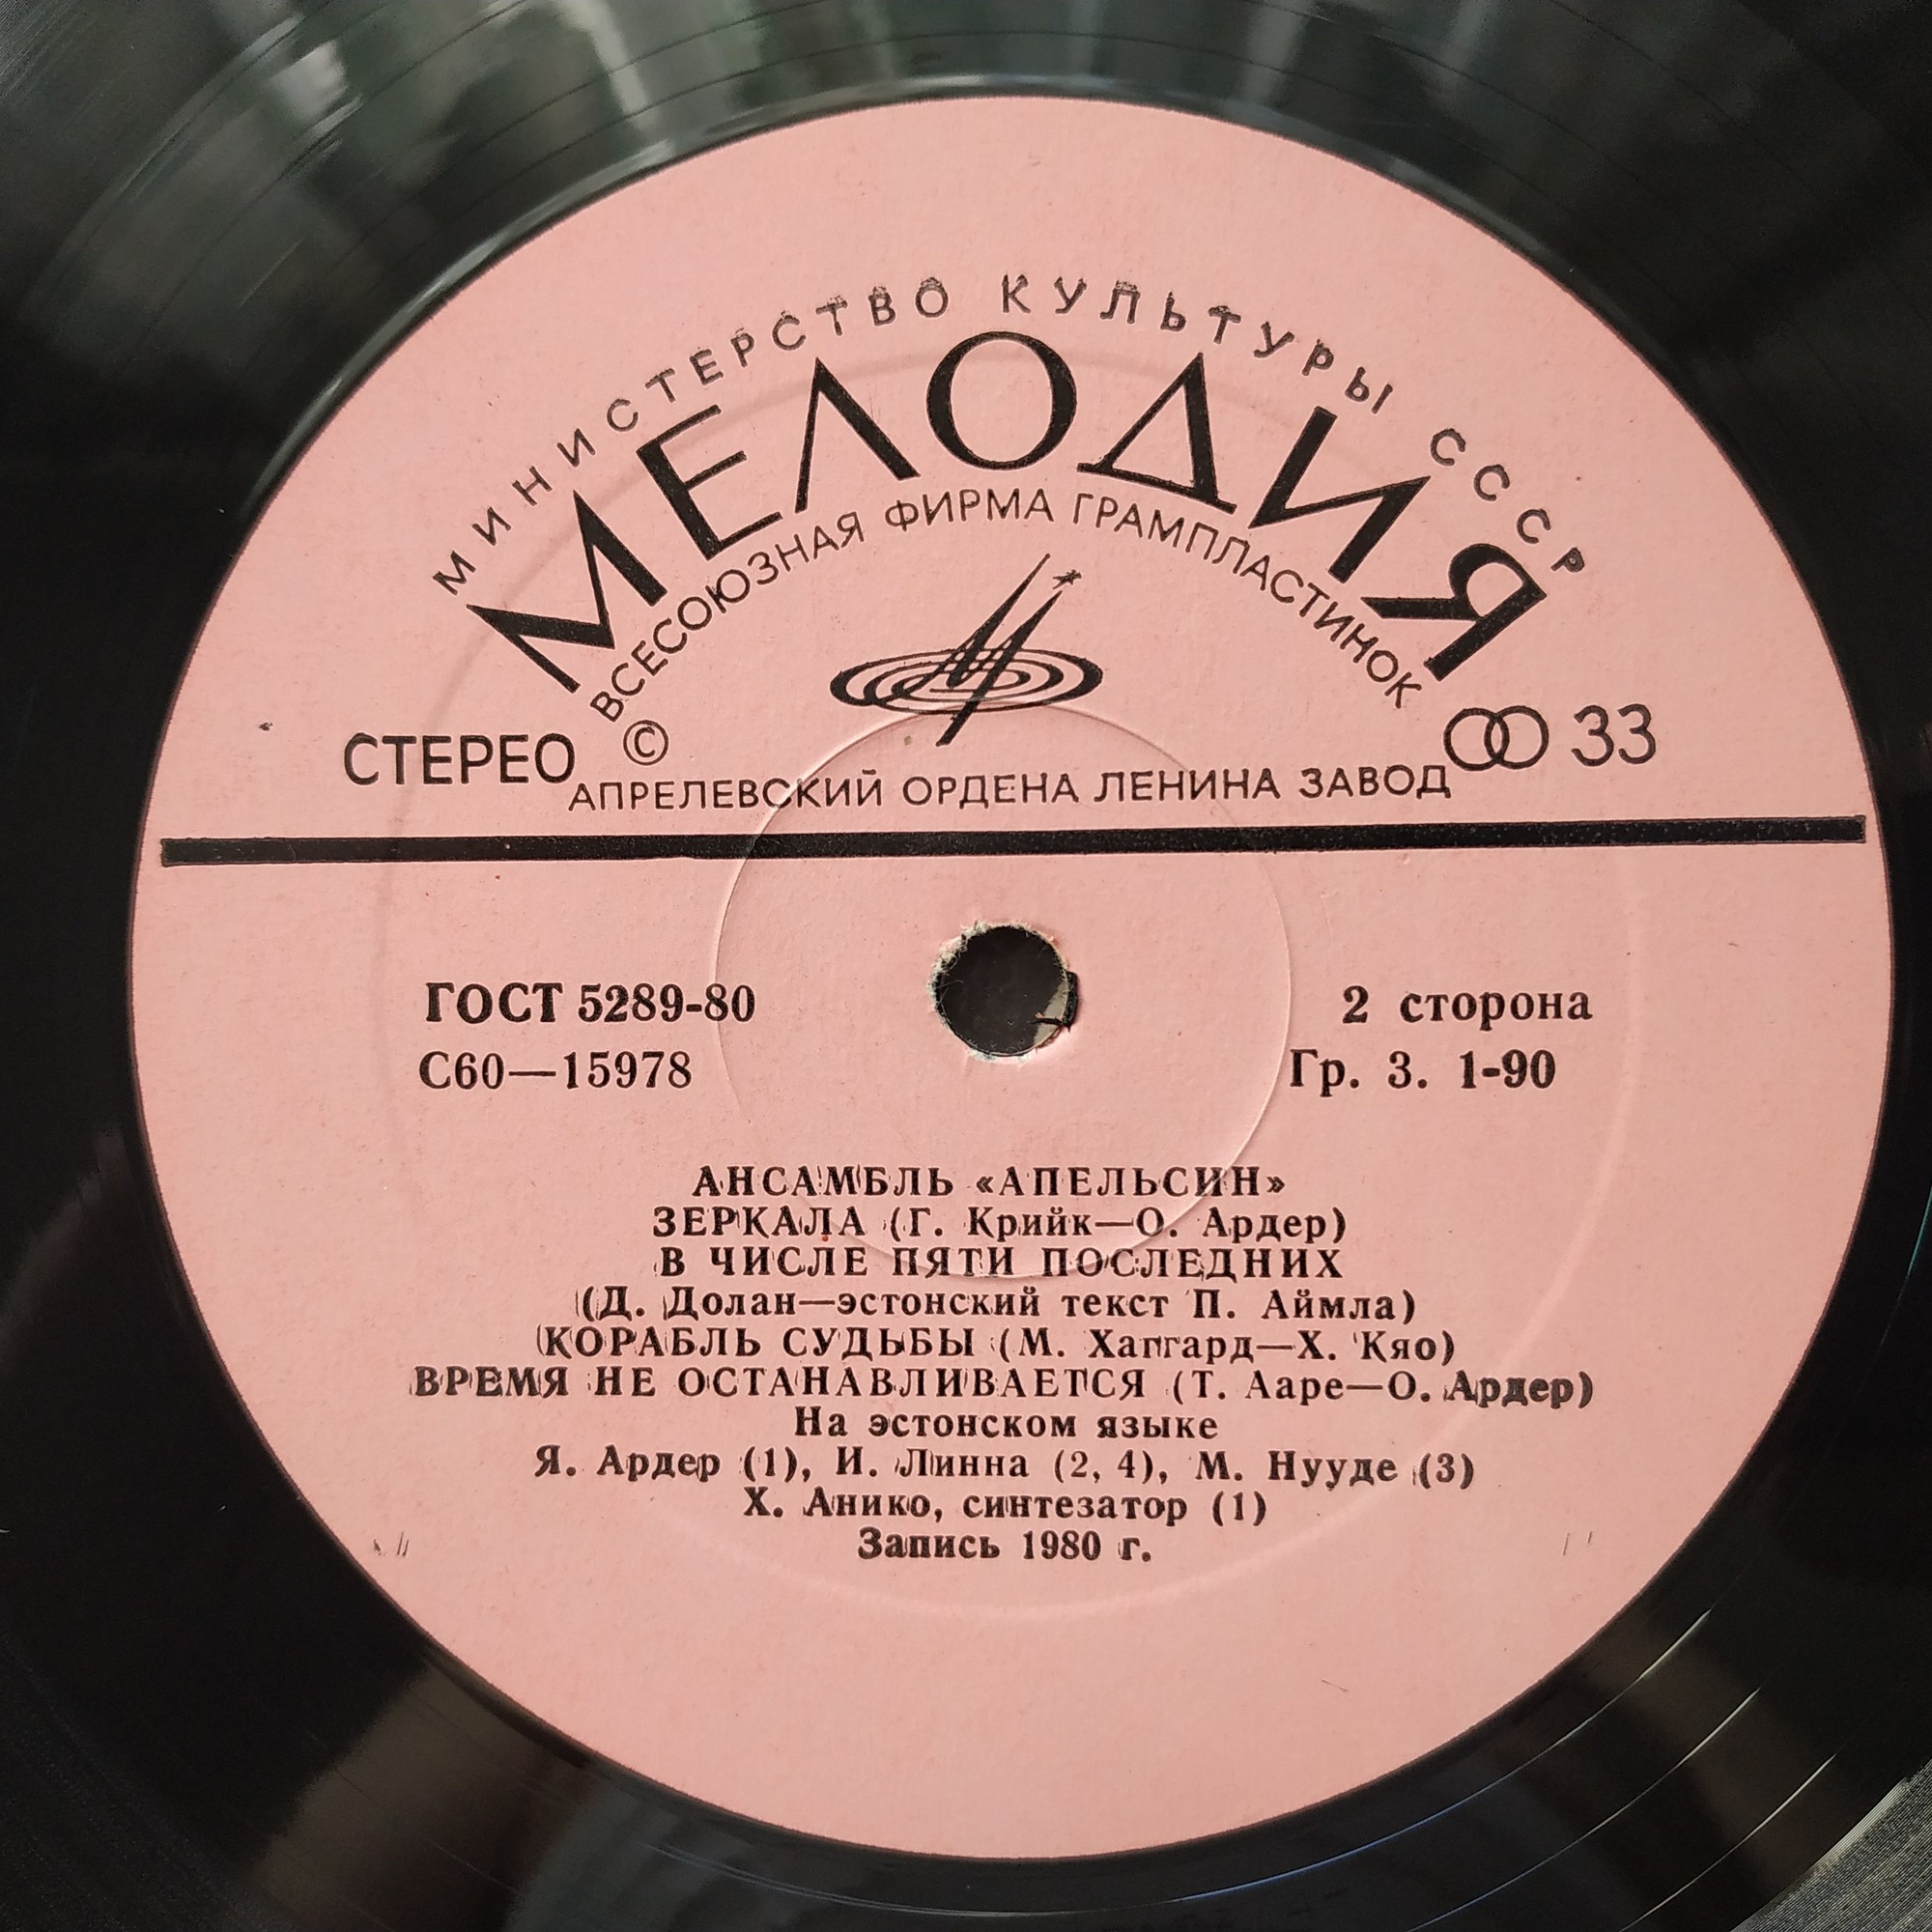 МИНИСТЕРСТВО КУЛЬТУРЫ СССР
МЕЛОДИЯ
ВСЕСОЮЗНАЯ ФИРМА ГРАМПЛАСТИНОК
СТЕРЕО © 33
АПРЕЛЕВСКИЙ ОРДЕНА ЛЕНИНА ЗАВОД
ГОСТ 5289-80 2 сторона
С60—15978 Гр. 3. 1-90
АНСАМБЛЬ «АПЕЛЬСИН»
ЗЕРКАЛА (Г. Крийк—О. Ардер)
В ЧИСЛЕ ПЯТИ ПОСЛЕДНИХ
(Д. Долан—эстонский текст П. Аймла)
КОРАБЛЬ СУДЬБЫ (М. Хаггард—Х. Кяо)
ВРЕМЯ НЕ ОСТАНАВЛИВАЕТСЯ (Т. Ааре—О. Ардер)
На эстонском языке
Я. Ардер (1), И. Линна (2, 4), М. Нууде (3)
Х. Анико, синтезатор (1)
Запись 1980 г.